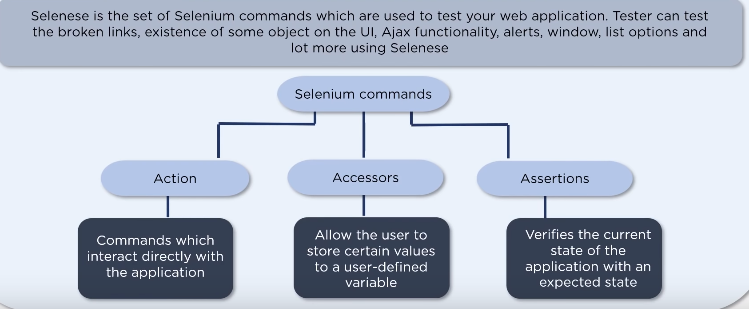 Selenese is the set of Selenium commands which are used to test your web application. Tester can test
the broken links, existence of some object on the UI, Ajax functionality, alerts, window, list options and
lot more using Selenese
Selenium commands
Action
Accessors
Assertions
Commands which
interact directly with
the application
Allow the user to
store certain values
to a user-defined
variable
Verifies the current
state of the
application with an
expected state